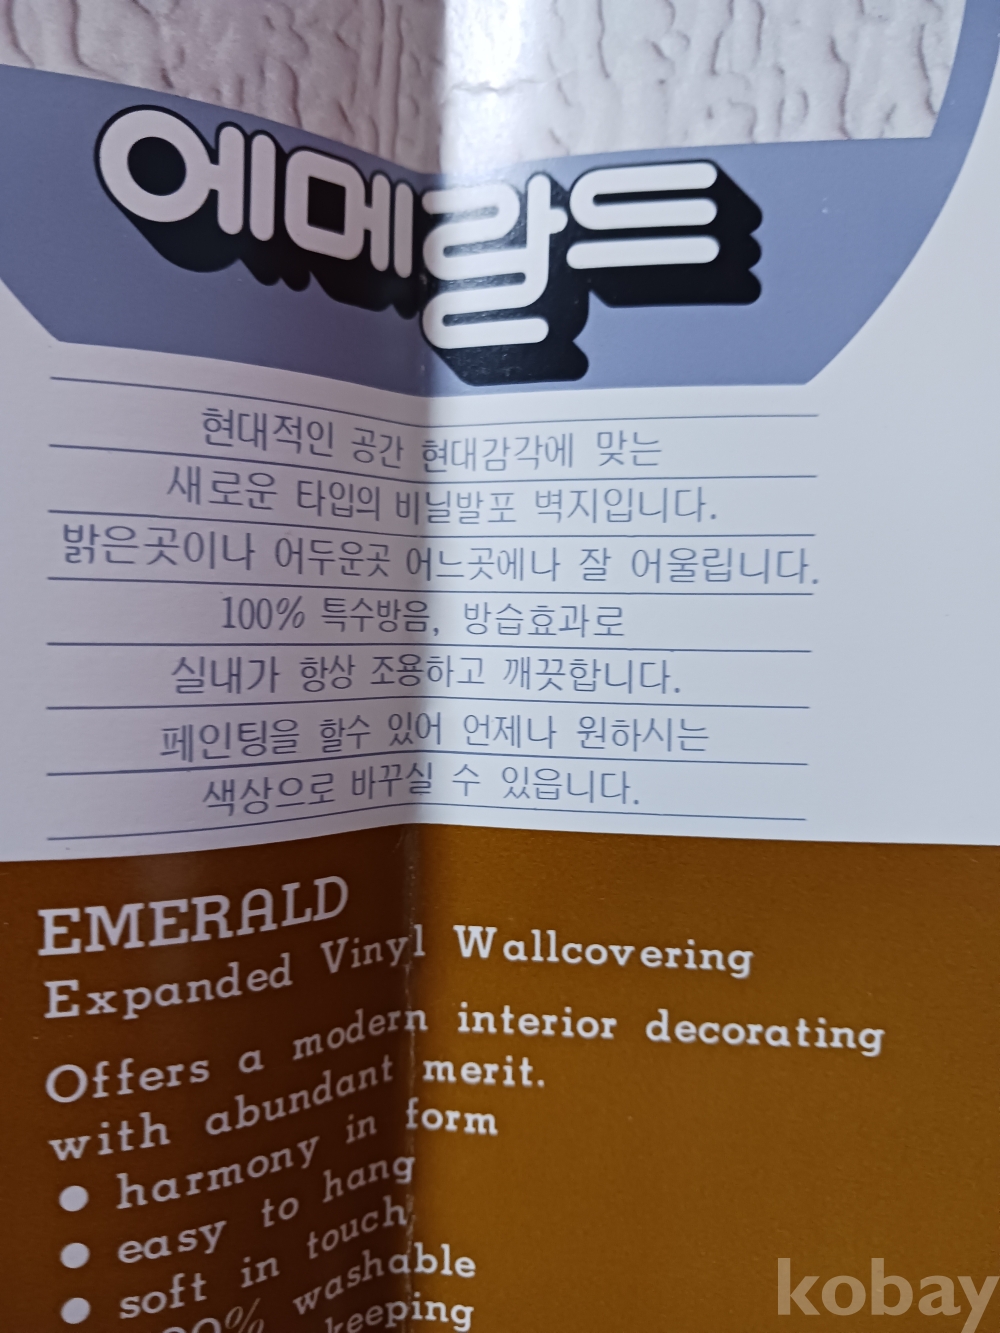 에메랄드
현대적인 공간 현대감각에 맞는
새로운 타입의 비닐발포 벽지입니다.
밝은곳이나 어두운곳 어느곳에나 잘 어울립니다.
100% 특수방음, 방습효과로
실내가 항상 조용하고 깨끗합니다.
페인팅을 할수 있어 언제나 원하시는
색상으로 바꾸실 수 있읍니다.
EMERALD
Expanded Vinyl Wallcovering
Offers a modern interior decorating
with abundant merit.
● harmony in form
● easy to hang
● soft in touch
washable
keeping
kobay